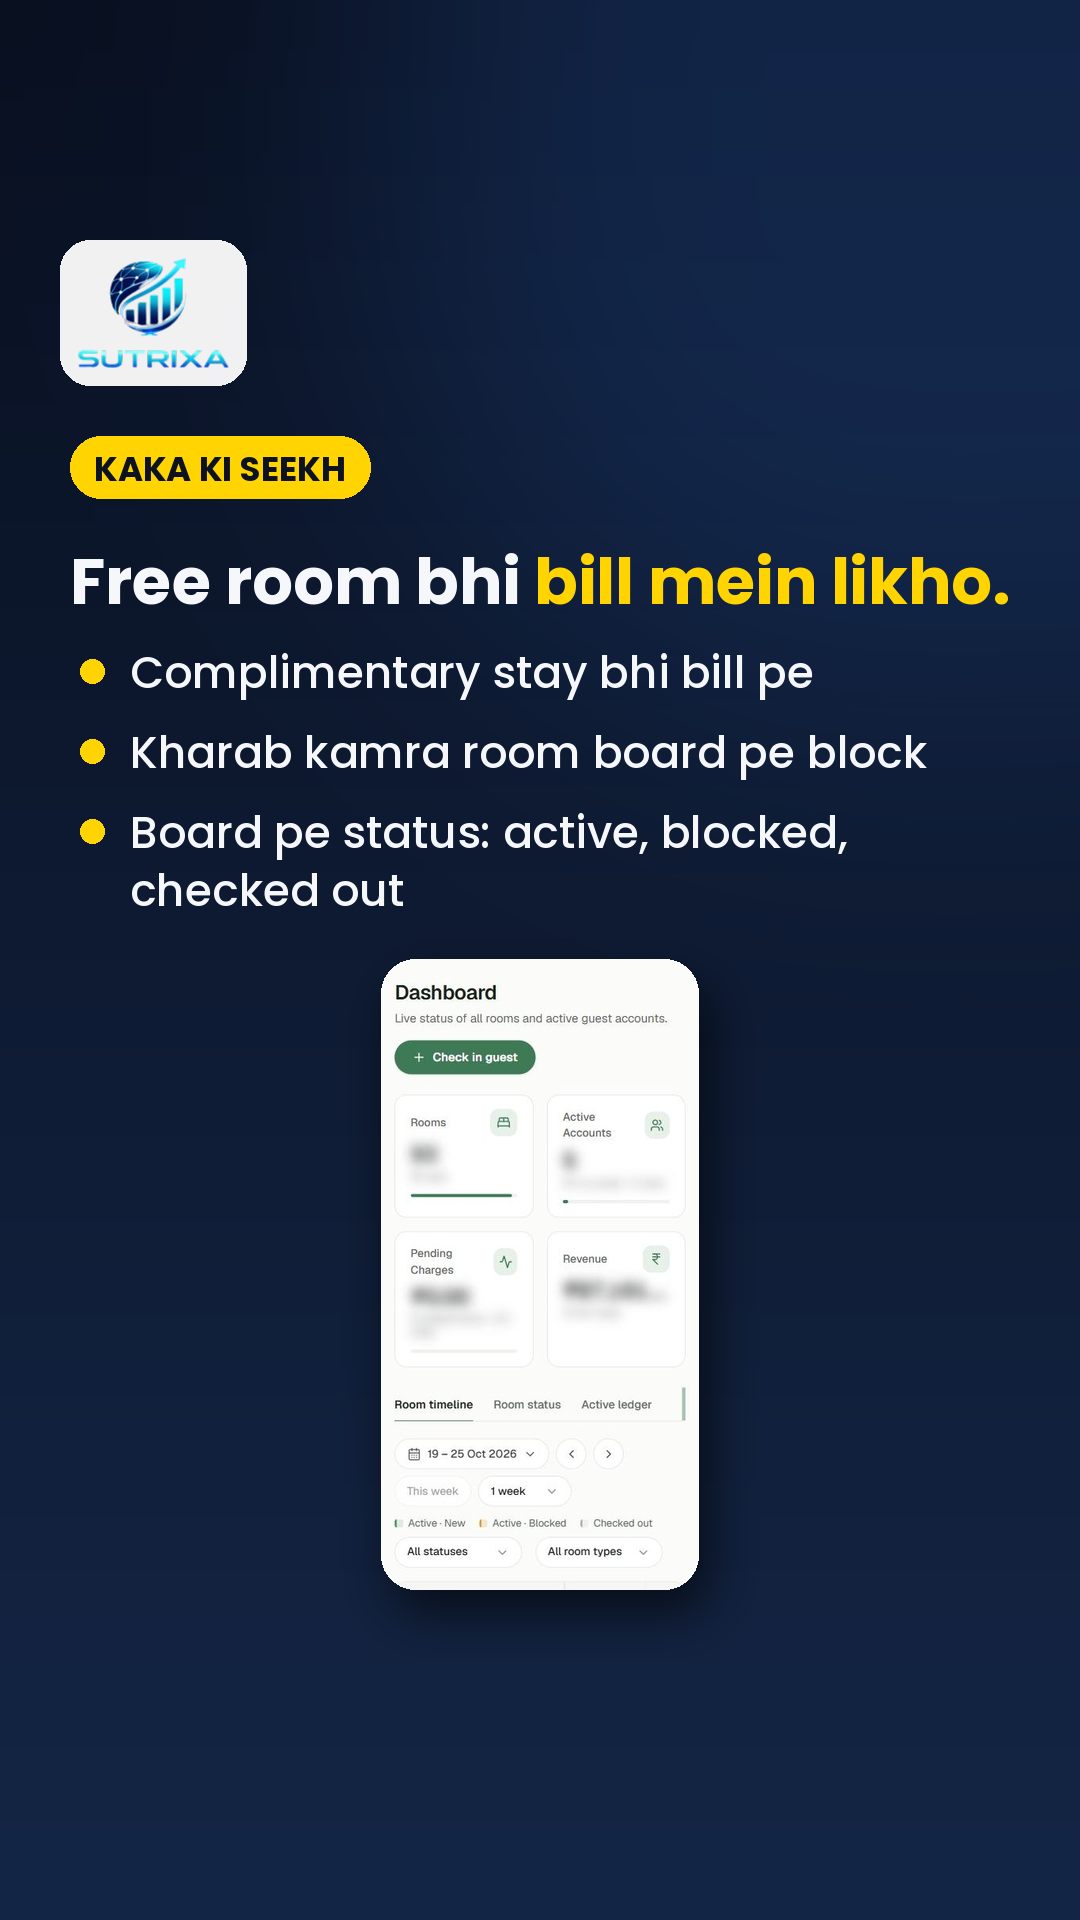 SUTRIXA
KAKA KI SEEKH
Free room bhi bill mein likho.
Complimentary stay bhi bill pe
Kharab kamra room board pe block
Board pe status: active, blocked,
checked out
Dashboard
Live status of all rooms and active guest accounts.
+ Check in guest
Rooms
Active
Accounts
Pending
Charges
Revenue
₹
Room timeline Room status Active ledger
19 – 25 Oct 2026
This week 1 week
Active · New Active · Blocked Checked out
All statuses All room types